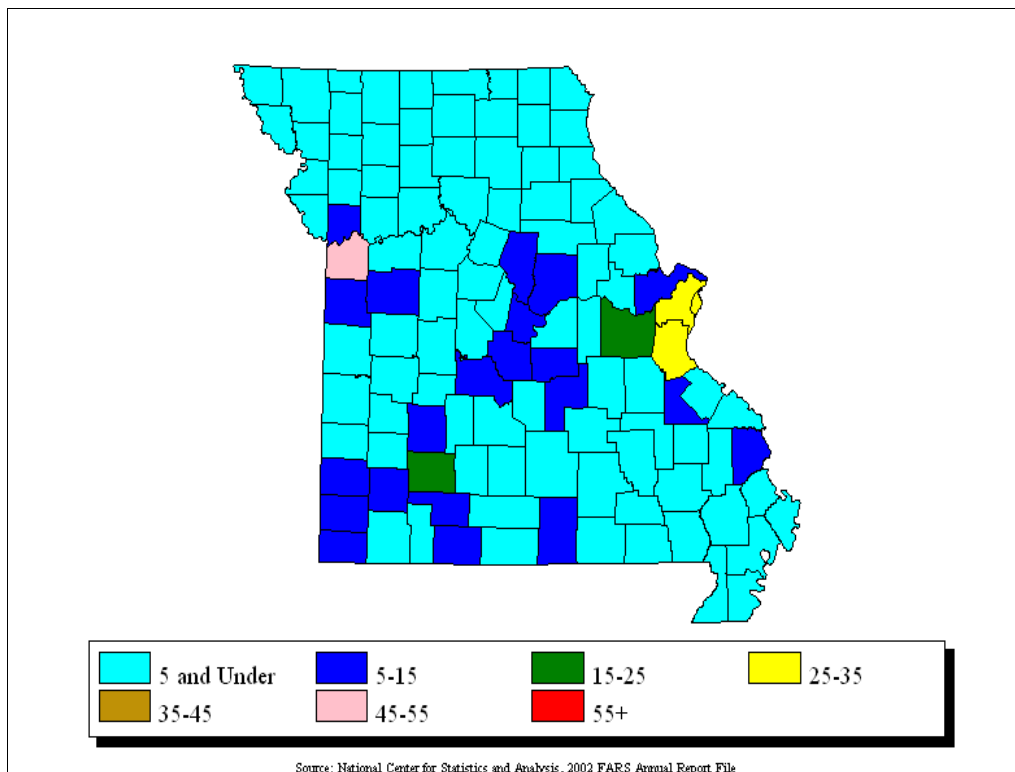 5 and Under 5-15 15-25 25-35
35-45 45-55 55+
Source: National Center for Statistics and Analysis, 2002 FARS Annual Report File